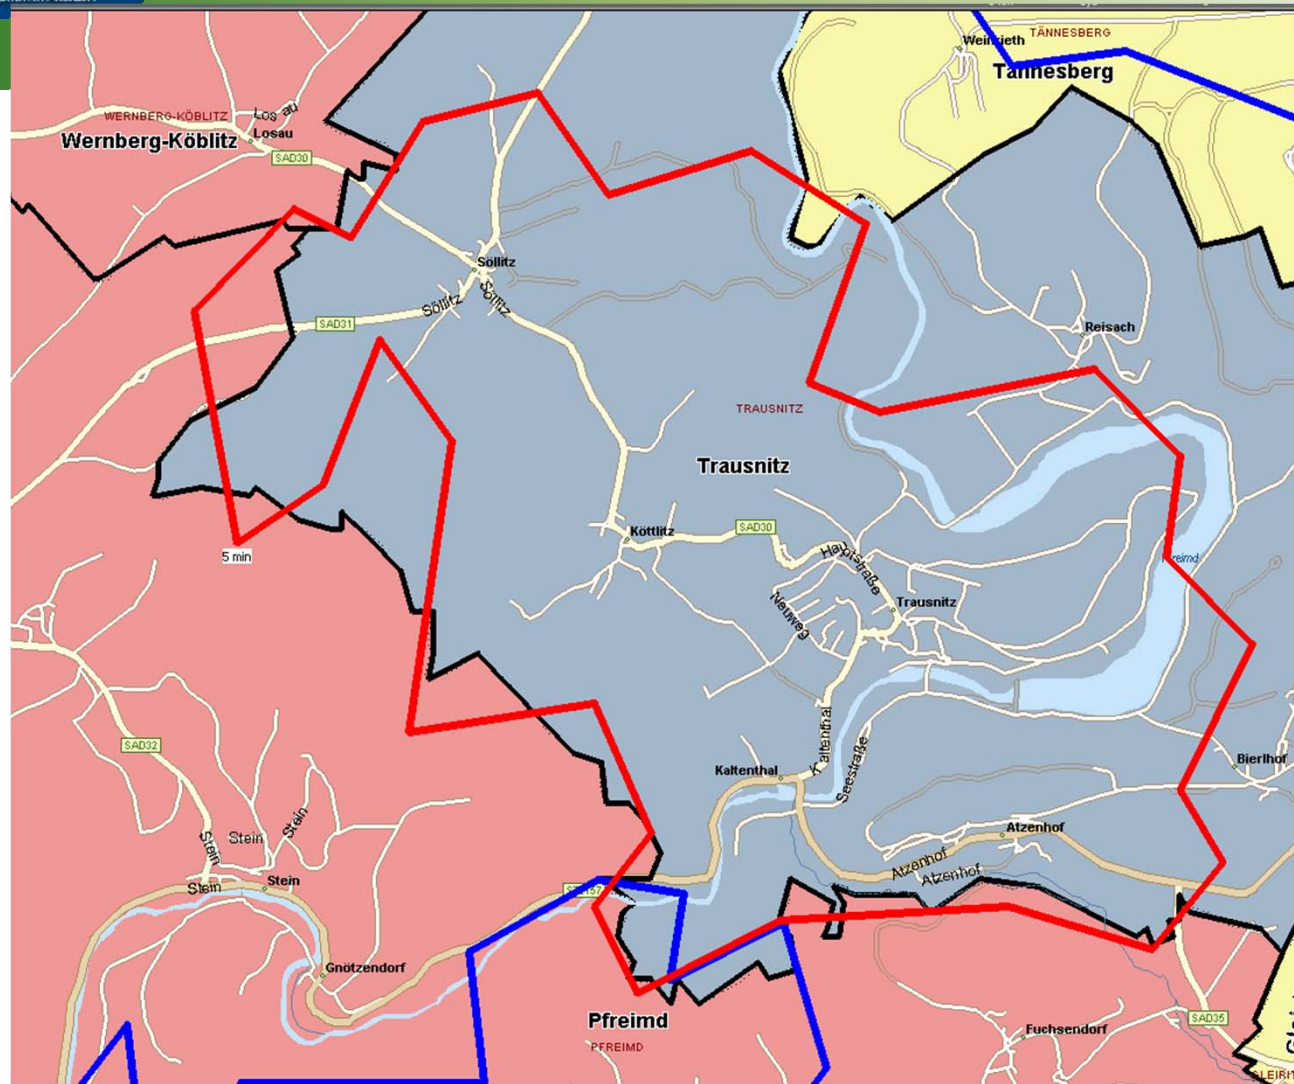 Weinrieth
TÄNNESBERG
Tännesberg
WERNBERG-KÖBLITZ
Losau
Wernberg-Köblitz
Losau
SAD30
Söllitz
Söllitz
Söllitz
SAD31
Reisach
TRAUSNITZ
Trausnitz
Köttlitz
SAD30
Hauptstraße
5 min
Neuweg
Trausnitz
Kaltenthal
SAD32
Kaltenthal
Seestraße
Bierlhof
Stein
Stein
Stein
Atzenhof
Atzenhof
Atzenhof
Stein
Stein
Gnötzendorf
Pfreimd
PFREIMD
SAD35
Fuchsendorf